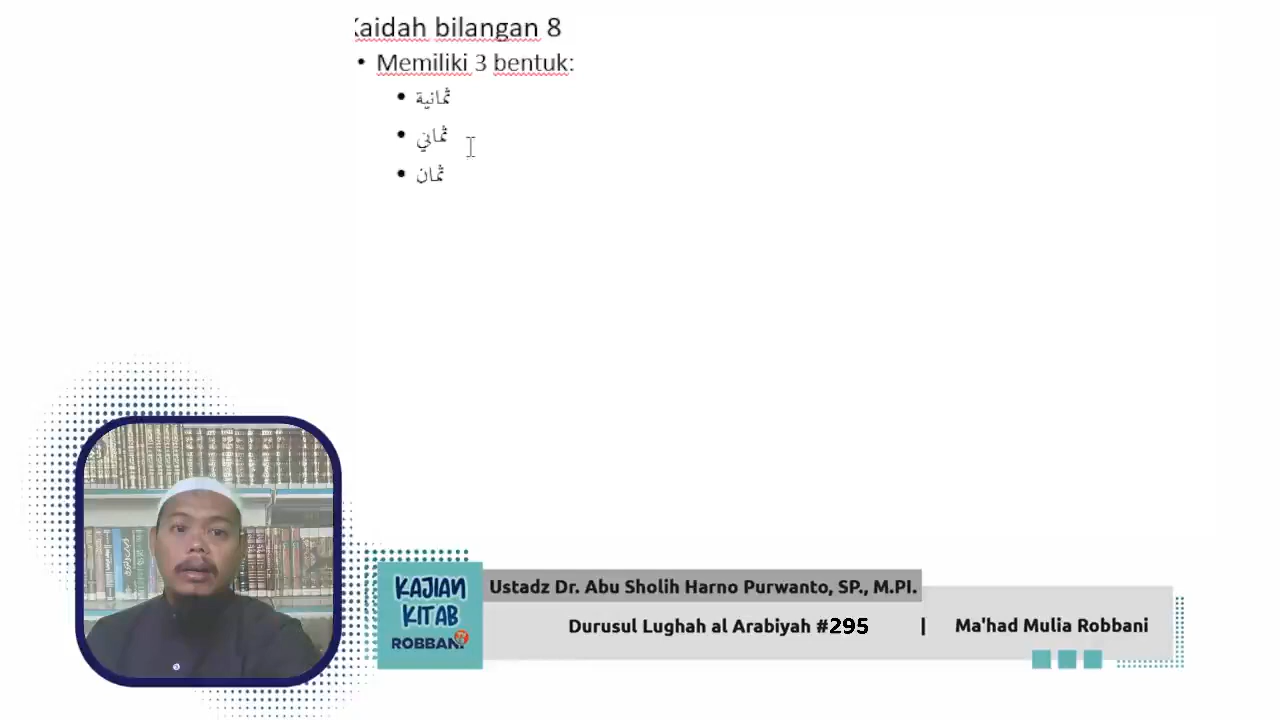 Kaidah bilangan 8
• Memiliki 3 bentuk:
• ثمانية
• ثماني
• ثمان
KAJIAN
KITAB
ROBBANI
Ustadz Dr. Abu Sholih Harno Purwanto, SP., M.PI.
Durusul Lughah al Arabiyah #295 | Ma'had Mulia Robbani